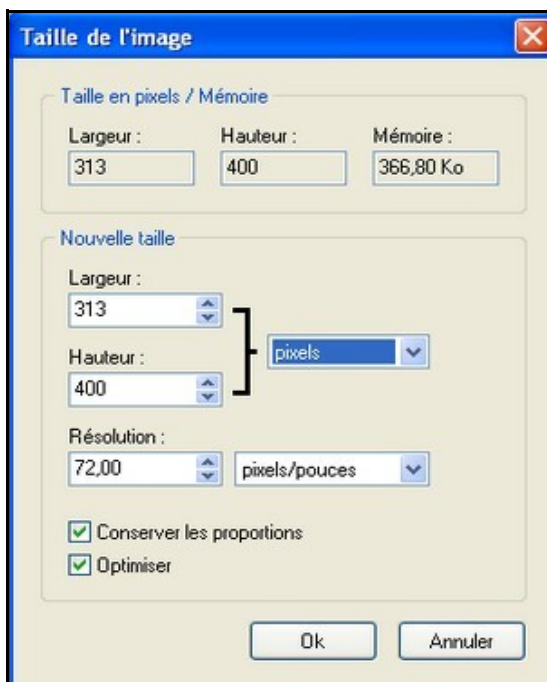 Taille de l'image
Taille en pixels / Mémoire
Largeur : Hauteur : Mémoire :
313 400 366,80 Ko
Nouvelle taille
Largeur :
313
pixels
Hauteur :
400
Résolution :
72,00 pixels/pouces
Conserver les proportions
Optimiser
Ok Annuler